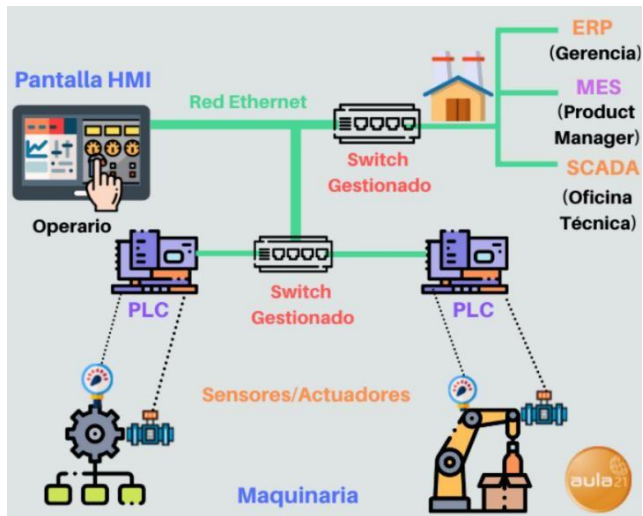 ERP
(Gerencia)
Pantalla HMI
MES
Red Ethernet
(Product
Manager)
Switch
Gestionado
SCADA
(Oficina
Técnica)
Operario
PLC
Switch
Gestionado
PLC
Sensores/Actuadores
Maquinaria
aula21